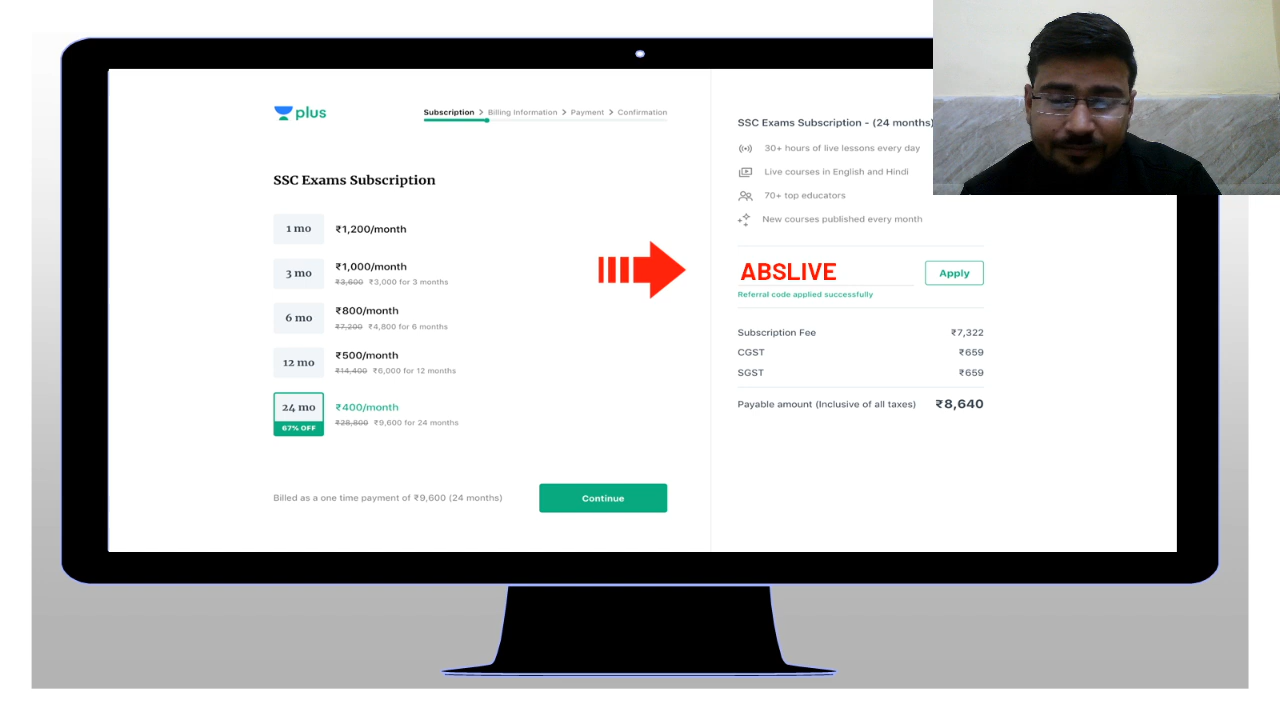 plus
Subscription > Billing Information > Payment > Confirmation
SSC Exams Subscription
1 mo ₹1,200/month
3 mo ₹1,000/month
₹3,600 ₹3,000 for 3 months
6 mo ₹800/month
₹7,200 ₹4,800 for 6 months
12 mo ₹500/month
₹14,400 ₹6,000 for 12 months
24 mo ₹400/month
67% OFF ₹28,800 ₹9,600 for 24 months
Billed as a one time payment of ₹9,600 (24 months)
Continue
SSC Exams Subscription - (24 months)
30+ hours of live lessons every day
Live courses in English and Hindi
70+ top educators
New courses published every month
ABSLIVE
Apply
Referral code applied successfully
Subscription Fee ₹7,322
CGST ₹659
SGST ₹659
Payable amount (Inclusive of all taxes) ₹8,640